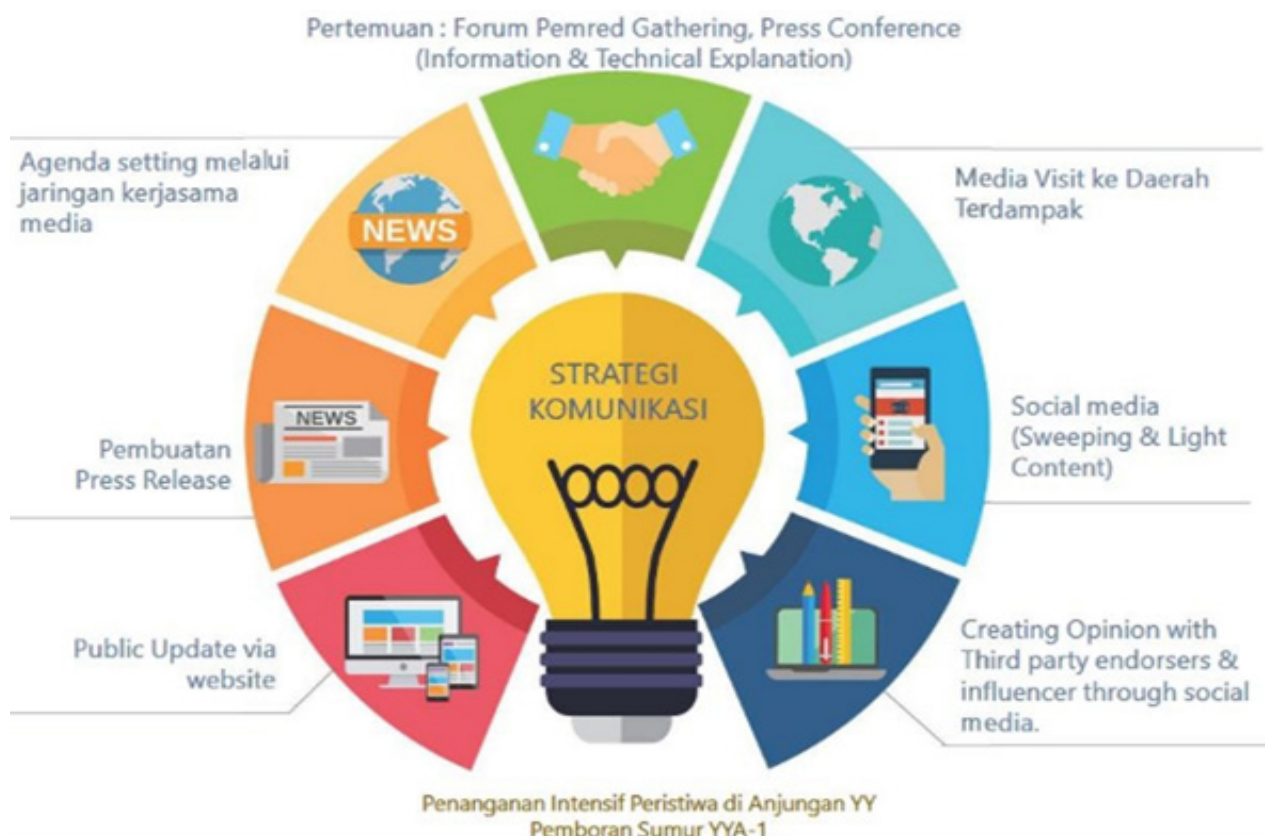 Pertemuan : Forum Pemred Gathering, Press Conference
(Information & Technical Explanation)
Agenda setting melalui
jaringan kerjasama
media
NEWS
Media Visit ke Daerah
Terdampak
STRATEGI
KOMUNIKASI
NEWS
Pembuatan
Press Release
Social media
(Sweeping & Light
Content)
Public Update via
website
Creating Opinion with
Third party endorsers &
influencer through social
media.
Penanganan Intensif Peristiwa di Anjungan YY
Pemboran Sumur YYA-1